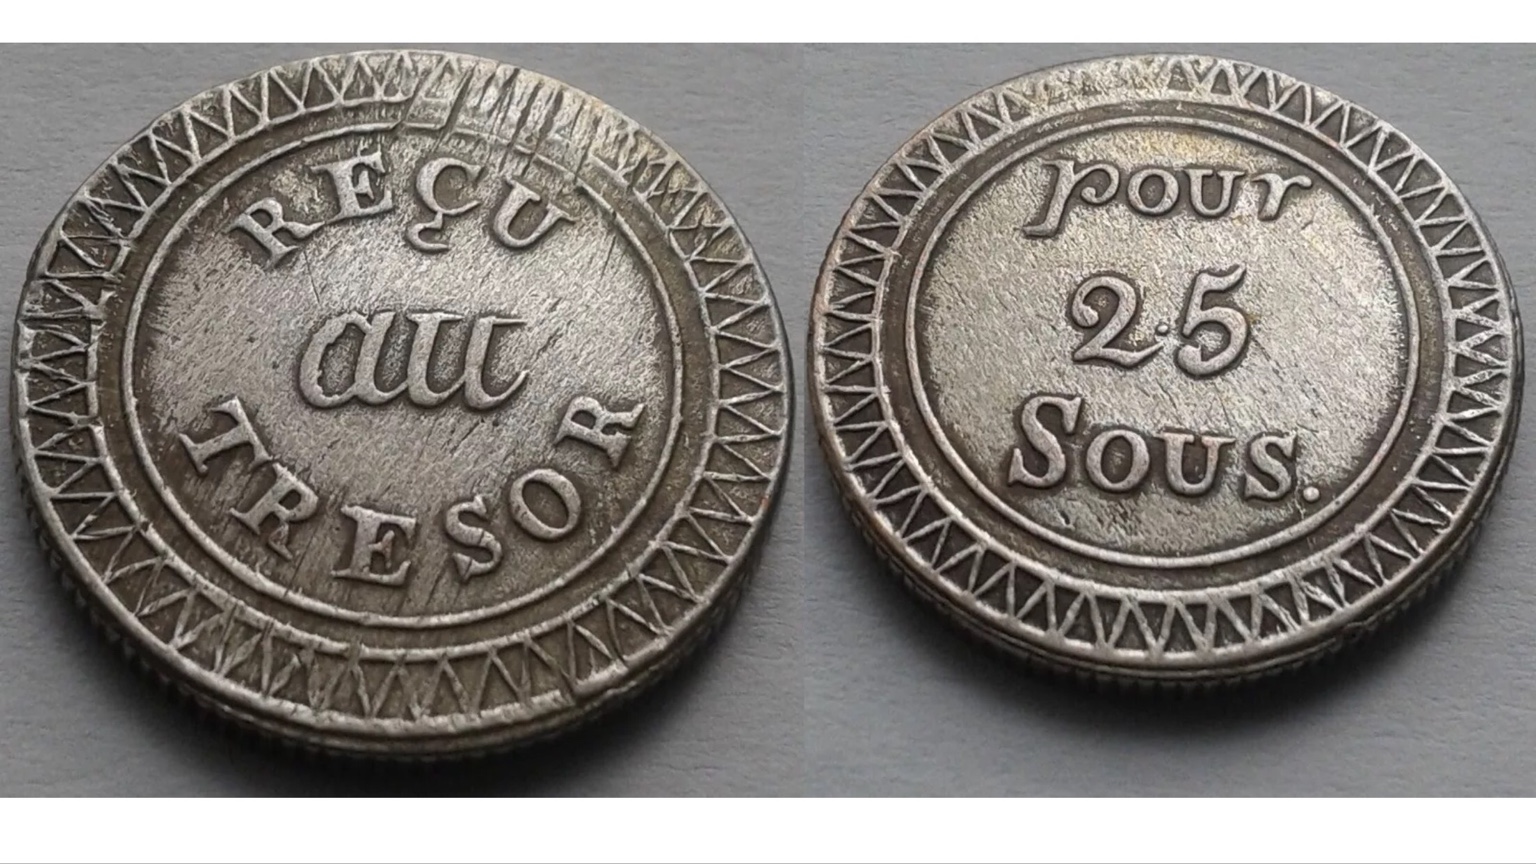 REÇU
au
TRESOR
pour
25
Sous.